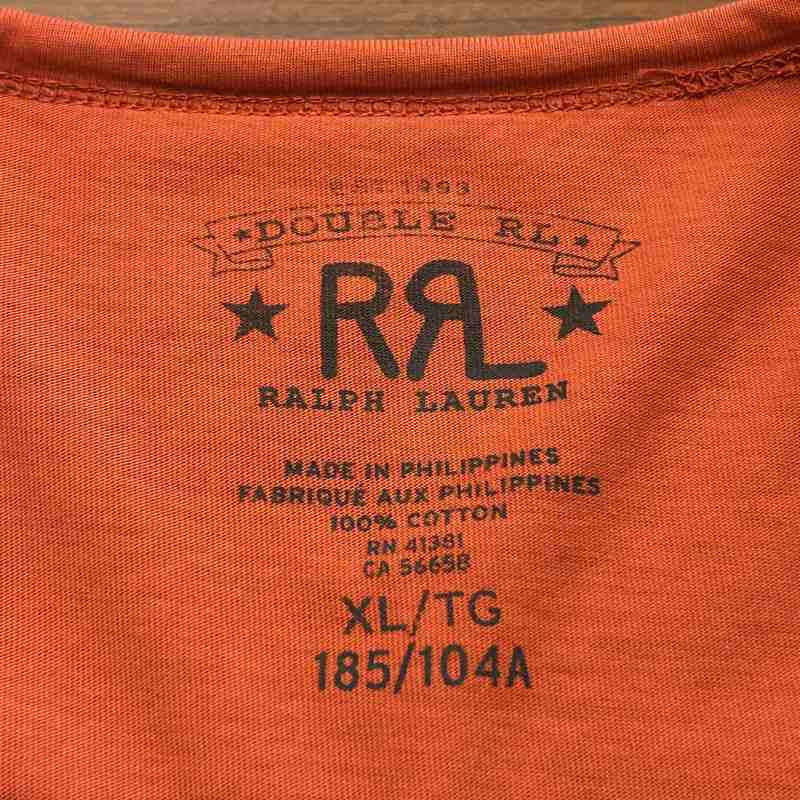 EST. 1993
★DOUBLE RL★
★ RRL ★
RALPH LAUREN
MADE IN PHILIPPINES
FABRIQUÉ AUX PHILIPPINES
100% COTTON
RN 41381
CA 56658
XL/TG
185/104A